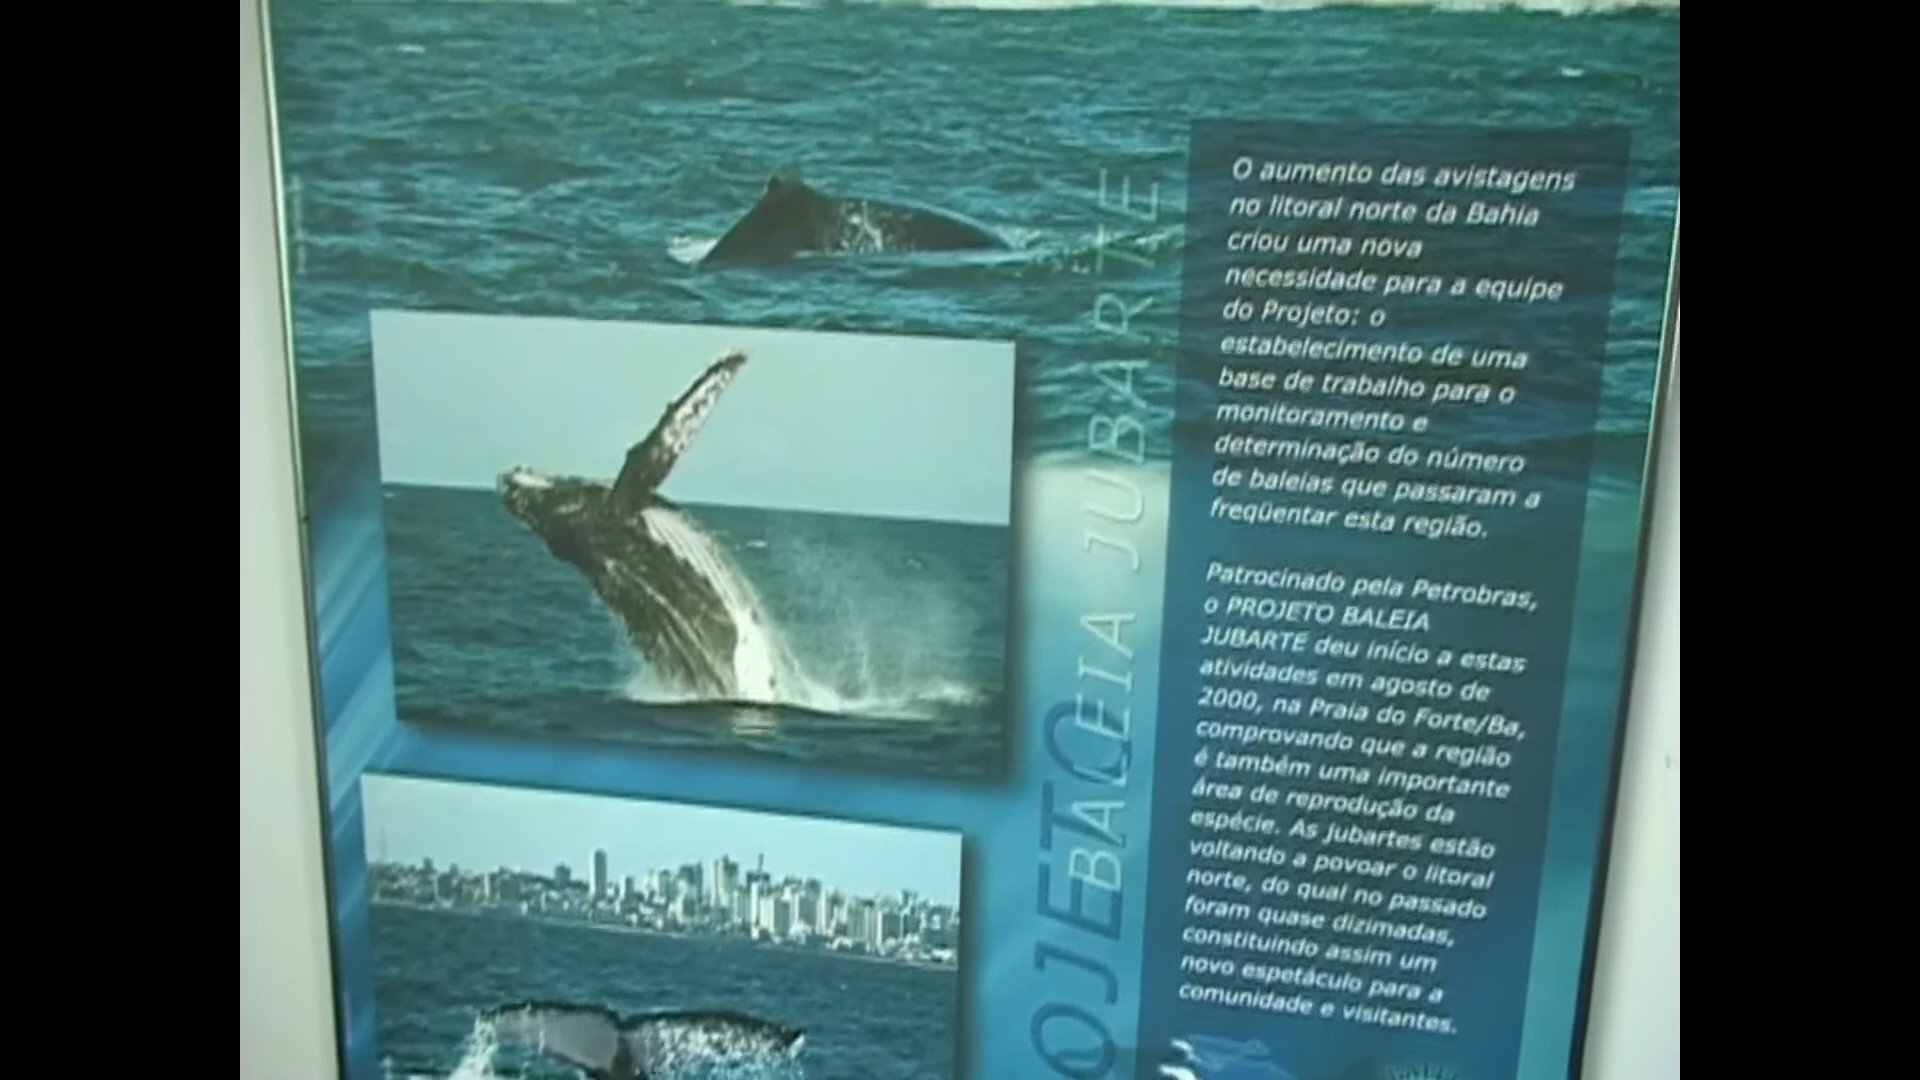 O aumento das avistagens
no litoral norte da Bahia
criou uma nova
necessidade para a equipe
do Projeto: o
estabelecimento de uma
base de trabalho para o
monitoramento e
determinação do número
de baleias que passaram a
freqüentar esta região.
Patrocinado pela Petrobras,
o PROJETO BALEIA
JUBARTE deu início a estas
atividades em agosto de
2000, na Praia do Forte/Ba,
comprovando que a região
é também uma importante
área de reprodução da
espécie. As jubartes estão
voltando a povoar o litoral
norte, do qual no passado
foram quase dizimadas,
constituindo assim um
novo espetáculo para a
comunidade e visitantes.
OJETO
BALEIA JUBARTE